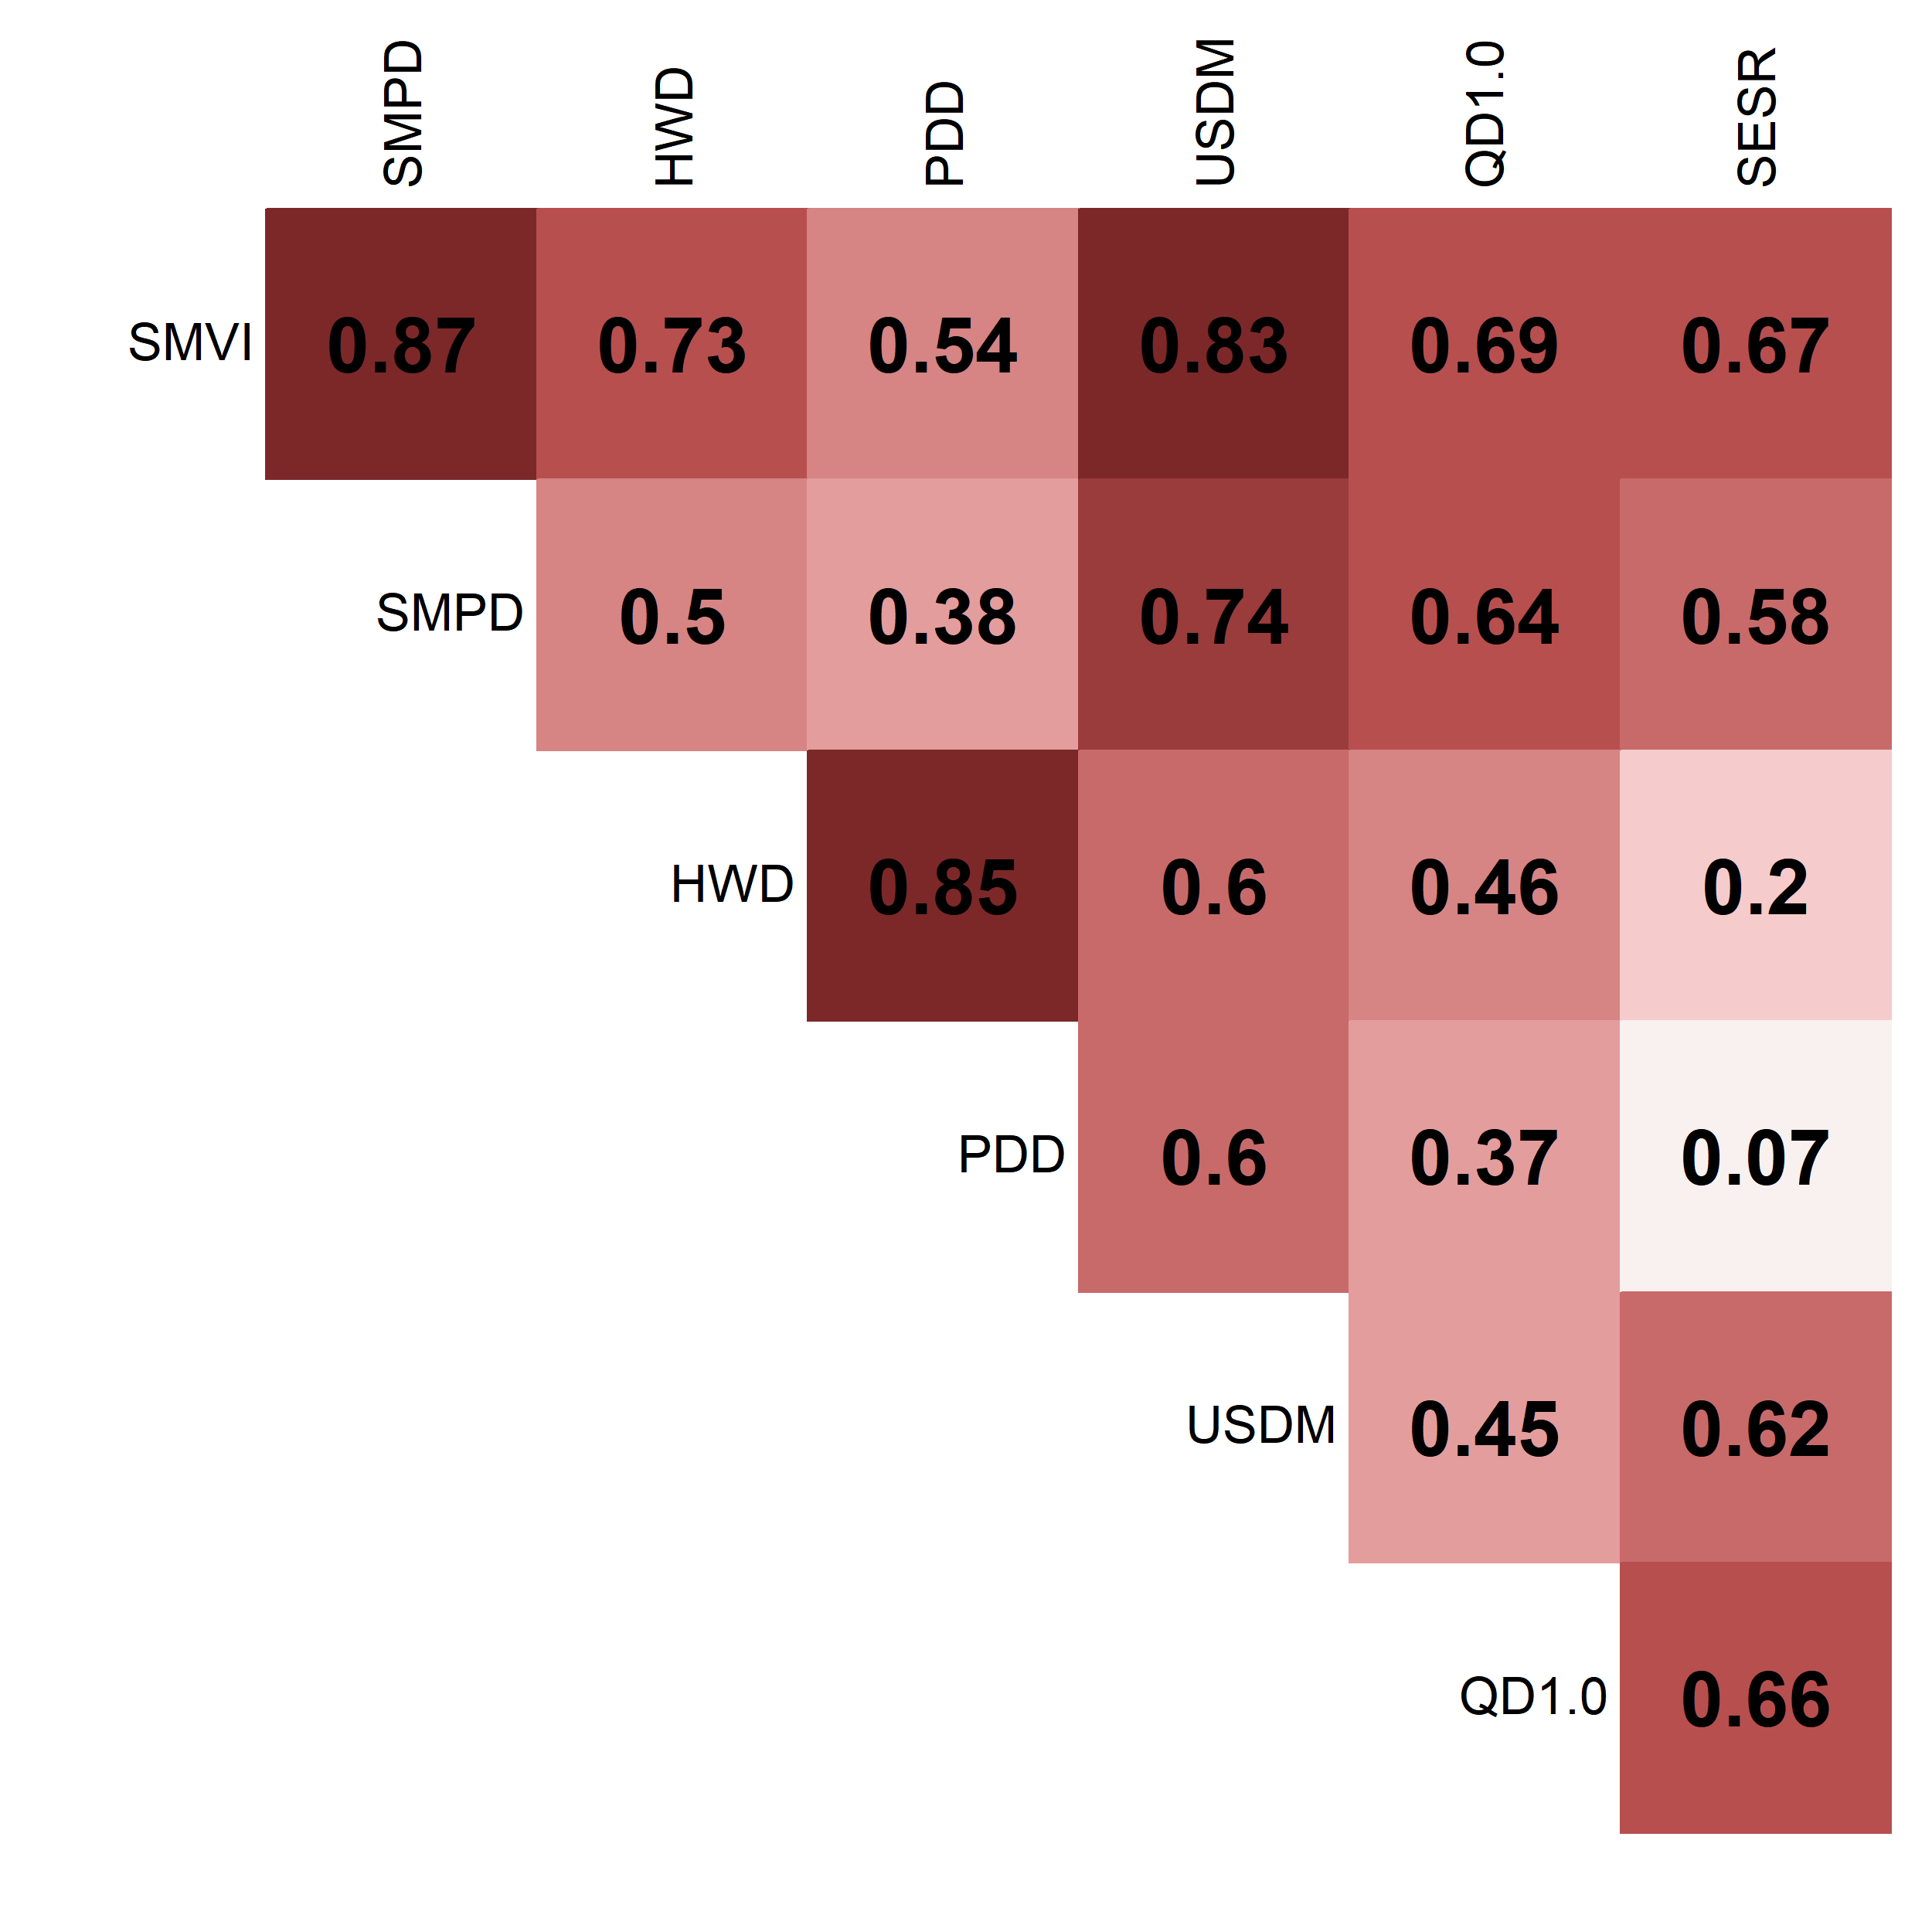 SMPD HWD PDD USDM QD1.0 SESR
SMVI 0.87 0.73 0.54 0.83 0.69 0.67
SMPD 0.5 0.38 0.74 0.64 0.58
HWD 0.85 0.6 0.46 0.2
PDD 0.6 0.37 0.07
USDM 0.45 0.62
QD1.0 0.66